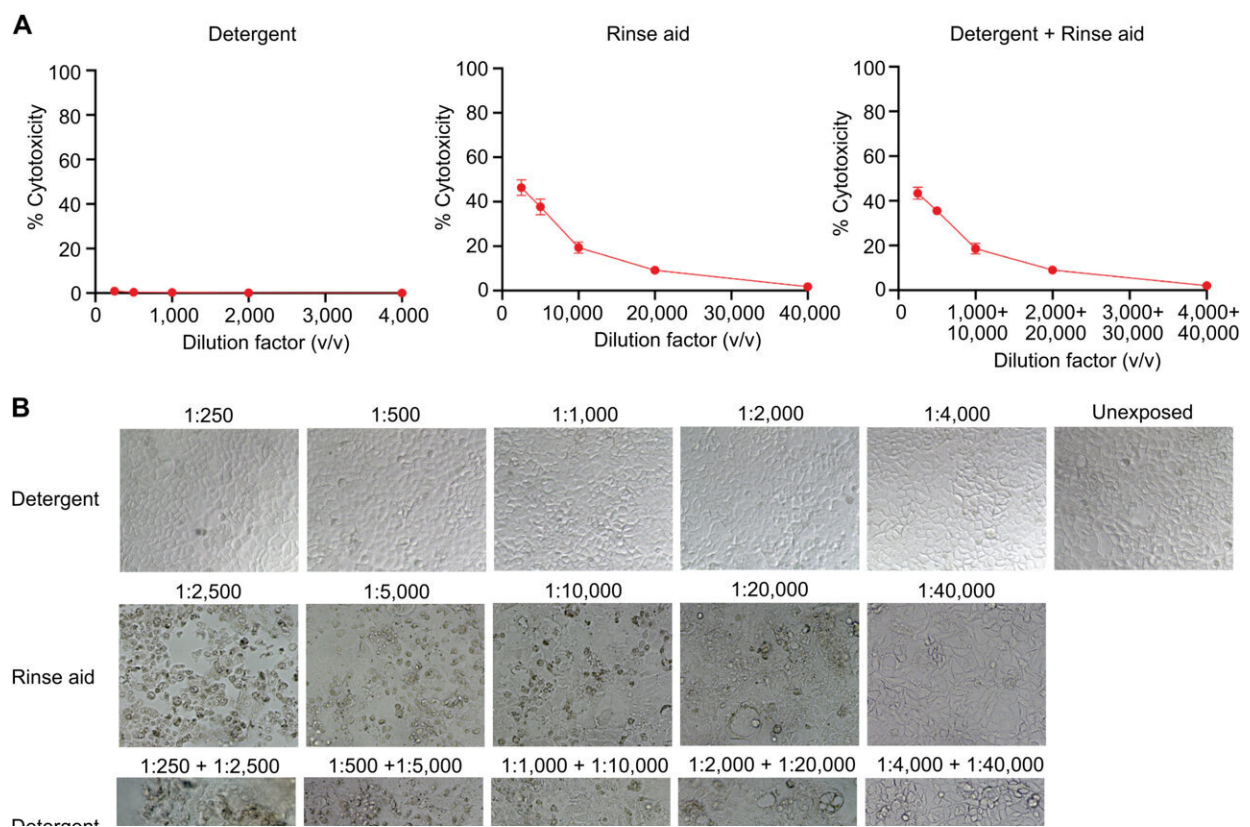 A
Detergent
Rinse aid
Detergent + Rinse aid
% Cytotoxicity
100
80
60
40
20
0
0
1,000
2,000
3,000
4,000
Dilution factor (v/v)
% Cytotoxicity
100
80
60
40
20
0
0
10,000
20,000
30,000
40,000
Dilution factor (v/v)
% Cytotoxicity
100
80
60
40
20
0
0
1,000+ 2,000+ 3,000+ 4,000+
10,000 20,000 30,000 40,000
Dilution factor (v/v)
B
1:250 1:500 1:1,000 1:2,000 1:4,000 Unexposed
Detergent
1:2,500 1:5,000 1:10,000 1:20,000 1:40,000
Rinse aid
1:250 + 1:2,500 1:500 +1:5,000 1:1,000 + 1:10,000 1:2,000 + 1:20,000 1:4,000 + 1:40,000
Detergent